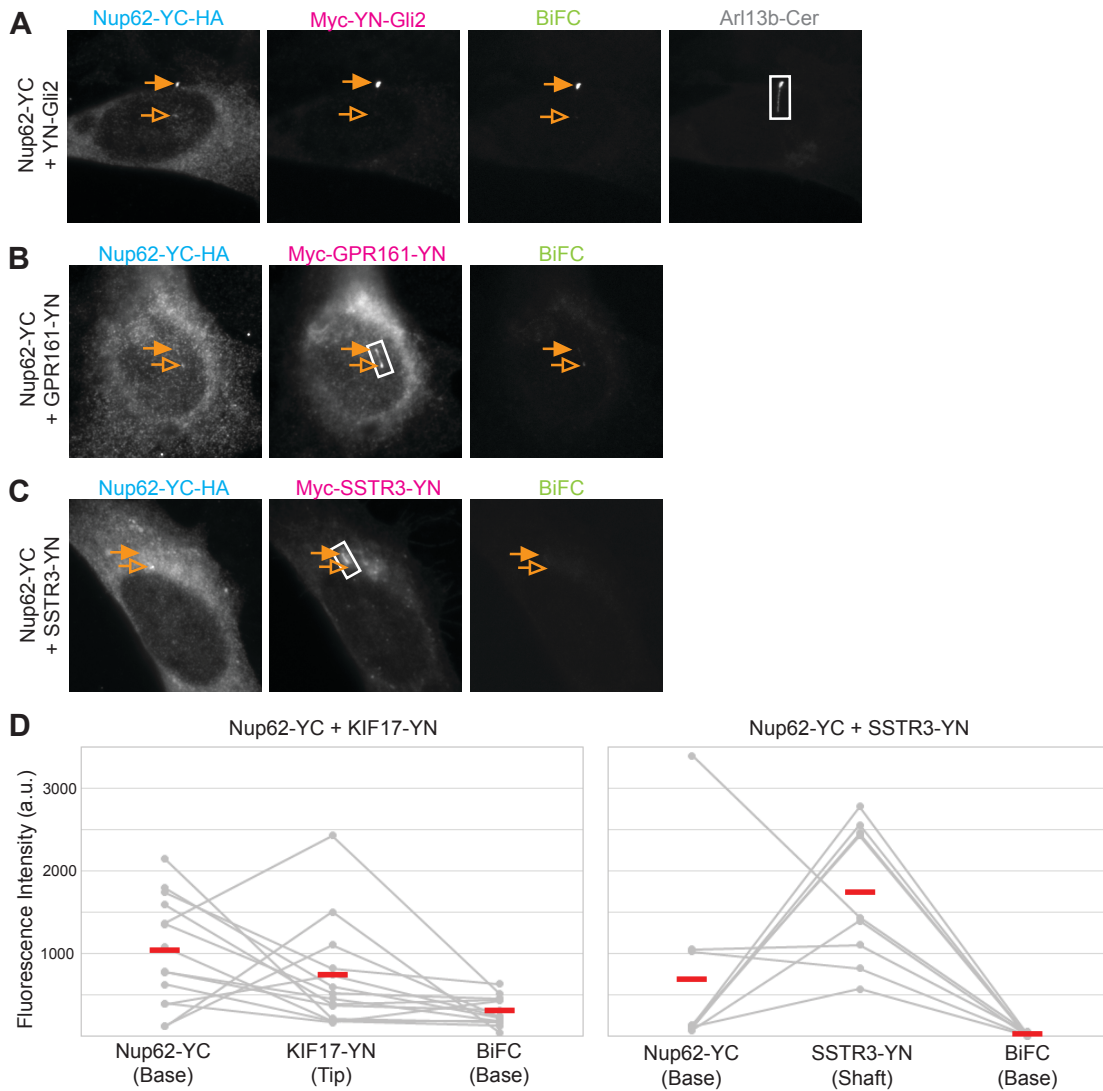 A
Nup62-YC-HA Myc-YN-Gli2 BiFC Arl13b-Cer
Nup62-YC
+ YN-Gli2
B
Nup62-YC-HA Myc-GPR161-YN BiFC
Nup62-YC
+ GPR161-YN
C
Nup62-YC-HA Myc-SSTR3-YN BiFC
Nup62-YC
+ SSTR3-YN
D
Nup62-YC + KIF17-YN Nup62-YC + SSTR3-YN
Fluorescence Intensity (a.u.)
3000
2000
1000
Nup62-YC KIF17-YN BiFC Nup62-YC SSTR3-YN BiFC
(Base) (Tip) (Base) (Base) (Shaft) (Base)